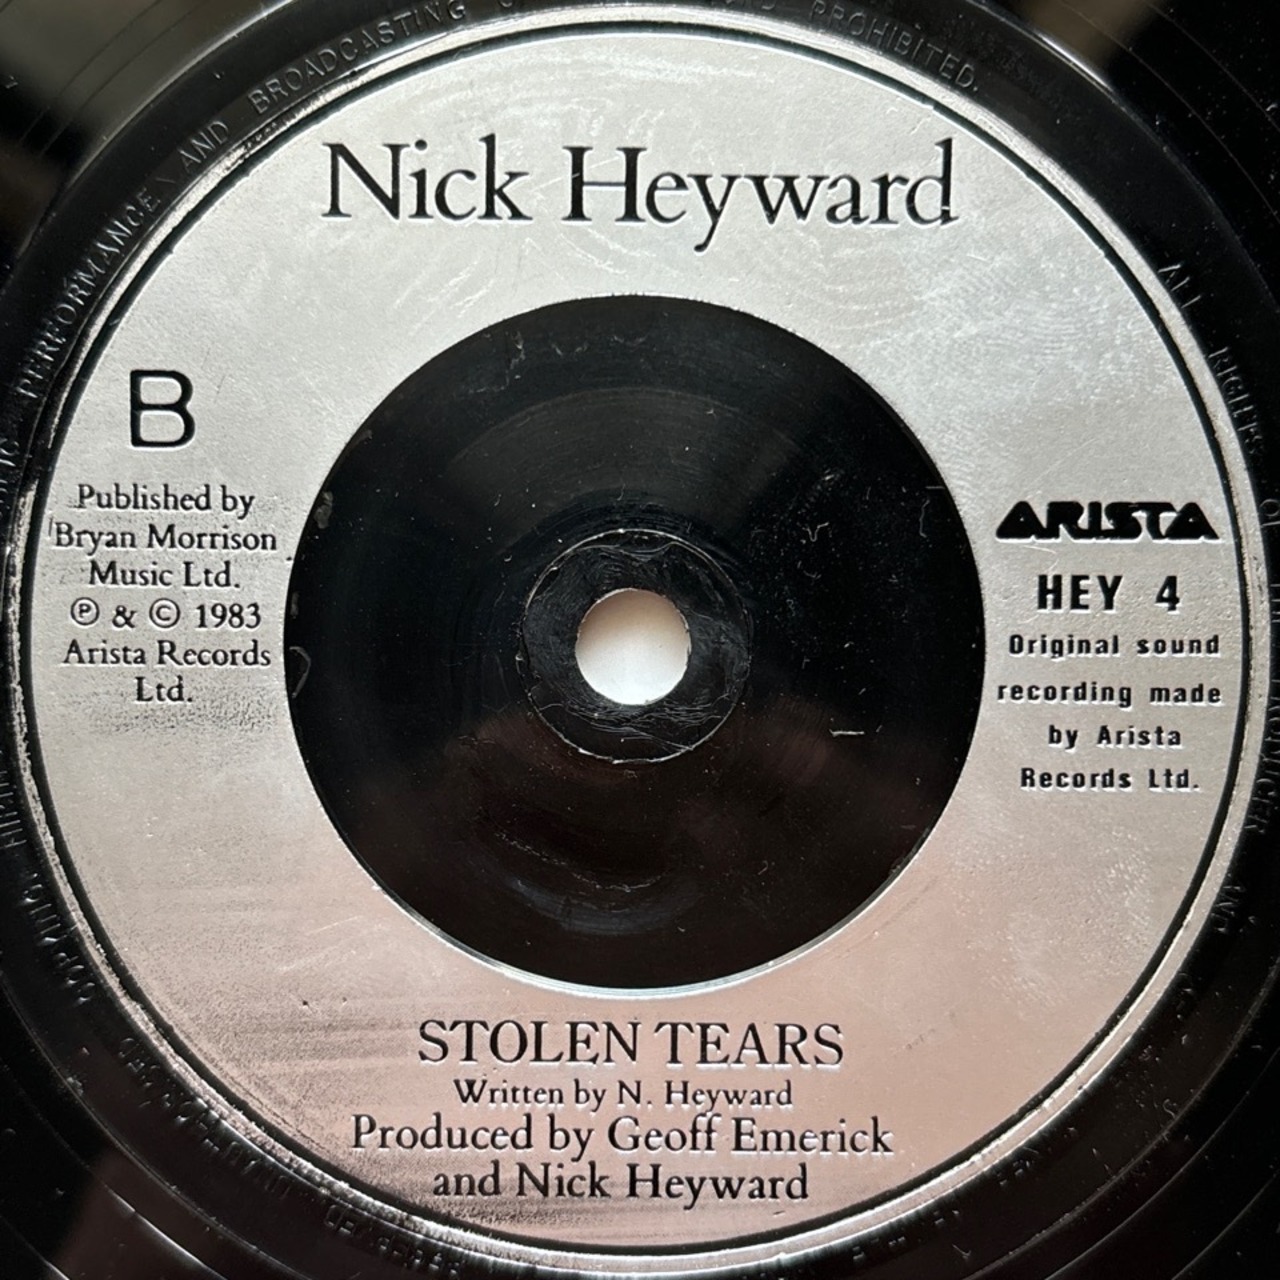 PERFORMANCE AND BROADCASTING
PROHIBITED.
ALL RIGHTS
Nick Heyward
B
Published by
Bryan Morrison
Music Ltd.
Ⓟ & © 1983
Arista Records
Ltd.
ARISTA
HEY 4
Original sound
recording made
by Arista
Records Ltd.
STOLEN TEARS
Written by N. Heyward
Produced by Geoff Emerick
and Nick Heyward